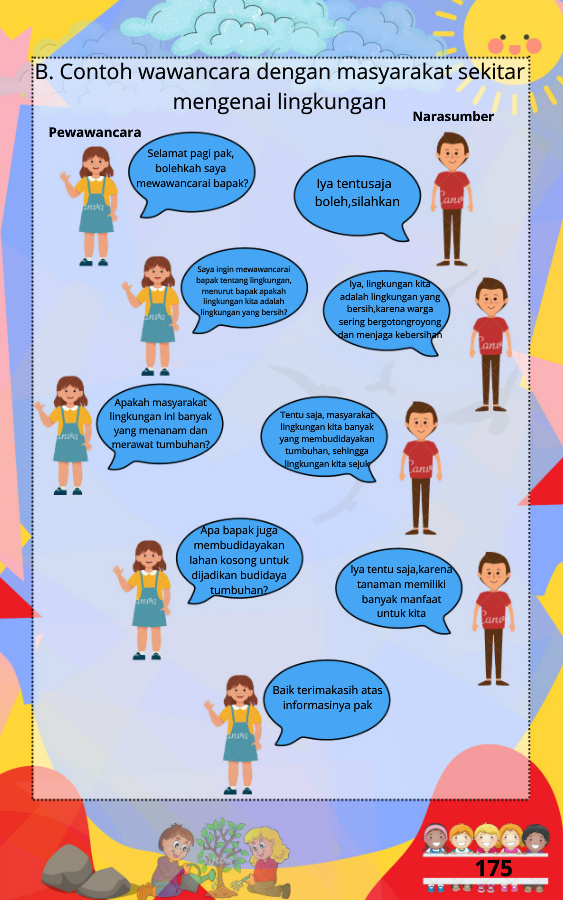 B. Contoh wawancara dengan masyarakat sekitar
mengenai lingkungan
Narasumber
Pewawancara
Selamat pagi pak,
bolehkah saya
mewawancarai bapak?
Iya tentusaja
boleh,silahkan
Saya ingin mewawancarai
bapak tentang lingkungan,
menurut bapak apakah
lingkungan kita adalah
lingkungan yang bersih?
Iya, lingkungan kita
adalah lingkungan yang
bersih,karena warga
sering bergotongroyong
dan menjaga kebersihan
Apakah masyarakat
lingkungan ini banyak
yang menanam dan
merawat tumbuhan?
Tentu saja, masyarakat
lingkungan kita banyak
yang membudidayakan
tumbuhan, sehingga
lingkungan kita sejuk
Apa bapak juga
membudidayakan
lahan kosong untuk
dijadikan budidaya
tumbuhan?
Iya tentu saja,karena
tanaman memiliki
banyak manfaat
untuk kita
Baik terimakasih atas
informasinya pak
175